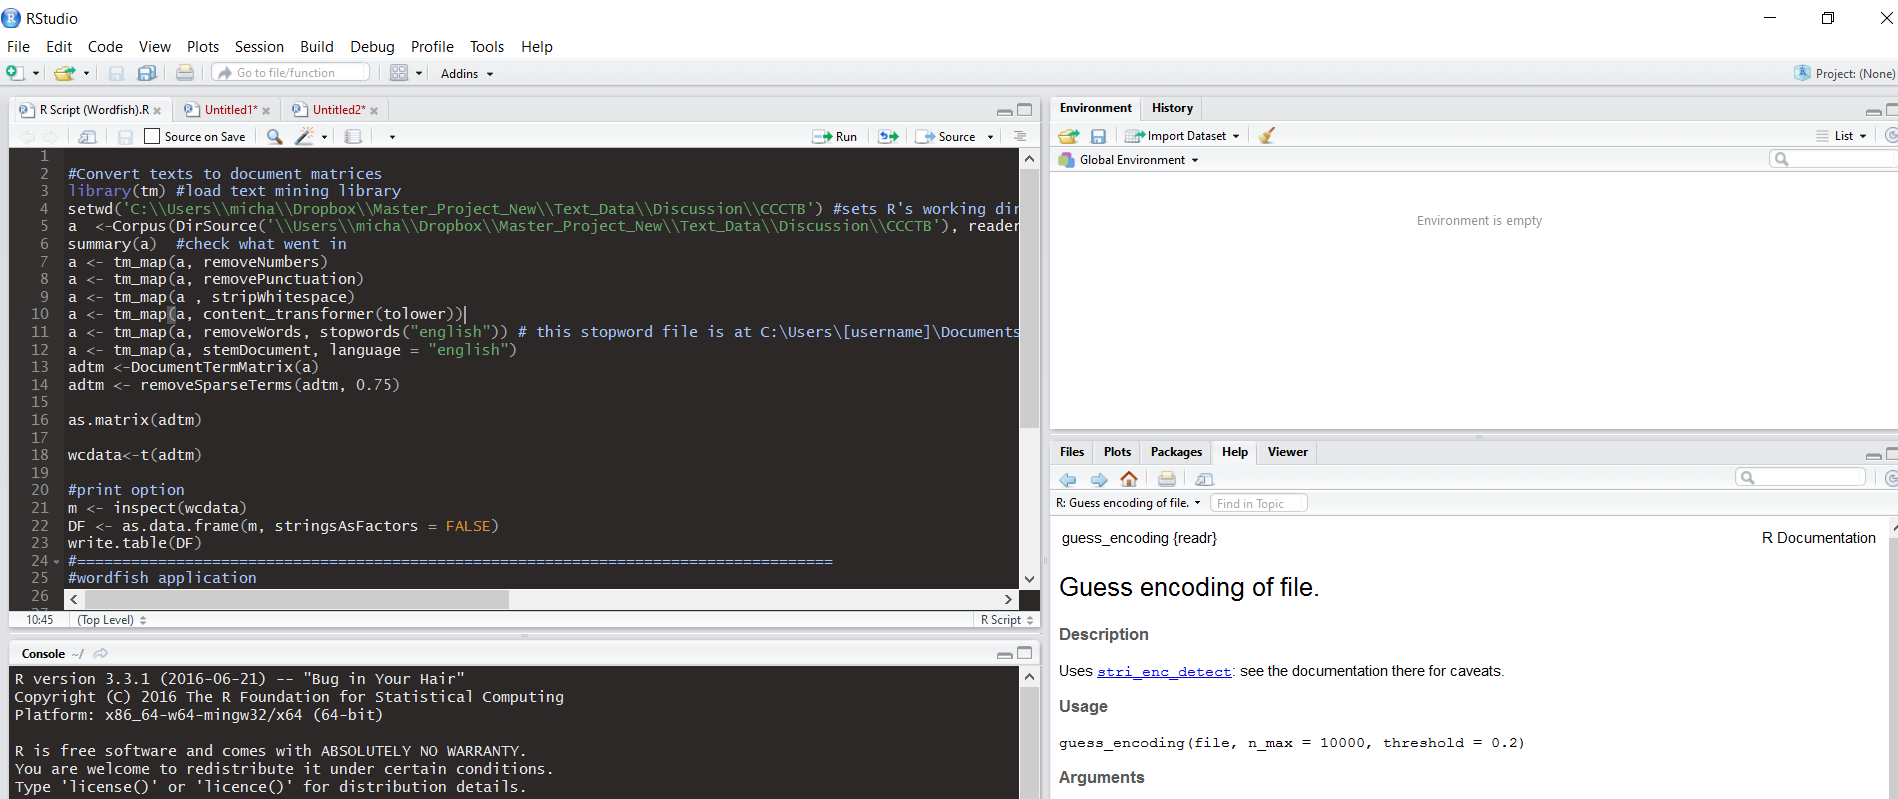 RStudio
File Edit Code View Plots Session Build Debug Profile Tools Help
Go to file/function Addins Project: (None)
R Script (Wordfish).R Untitled1* Untitled2*
Source on Save Run Source
1
2 #Convert texts to document matrices
3 library(tm) #load text mining library
4 setwd('C:\\Users\\micha\\Dropbox\\Master_Project_New\\Text_Data\\Discussion\\CCCTB') #sets R's working dir
5 a  <-Corpus(DirSource('\\Users\\micha\\Dropbox\\Master_Project_New\\Text_Data\\Discussion\\CCCTB'), reader
6 summary(a)  #check what went in
7 a <- tm_map(a, removeNumbers)
8 a <- tm_map(a, removePunctuation)
9 a <- tm_map(a , stripWhitespace)
10 a <- tm_map(a, content_transformer(tolower))
11 a <- tm_map(a, removeWords, stopwords("english")) # this stopword file is at C:\Users\[username]\Documents
12 a <- tm_map(a, stemDocument, language = "english")
13 adtm <-DocumentTermMatrix(a)
14 adtm <- removeSparseTerms(adtm, 0.75)
15
16 as.matrix(adtm)
17
18 wcdata<-t(adtm)
19
20 #print option
21 m <- inspect(wcdata)
22 DF <- as.data.frame(m, stringsAsFactors = FALSE)
23 write.table(DF)
24 #====================================================================================
25 #wordfish application
26
10:45 (Top Level) R Script
Console ~/
R version 3.3.1 (2016-06-21) -- "Bug in Your Hair"
Copyright (C) 2016 The R Foundation for Statistical Computing
Platform: x86_64-w64-mingw32/x64 (64-bit)
R is free software and comes with ABSOLUTELY NO WARRANTY.
You are welcome to redistribute it under certain conditions.
Type 'license()' or 'licence()' for distribution details.
Environment History
Import Dataset List
Global Environment
Environment is empty
Files Plots Packages Help Viewer
R: Guess encoding of file. Find in Topic
guess_encoding {readr} R Documentation
Guess encoding of file.
Description
Uses stri_enc_detect: see the documentation there for caveats.
Usage
guess_encoding(file, n_max = 10000, threshold = 0.2)
Arguments